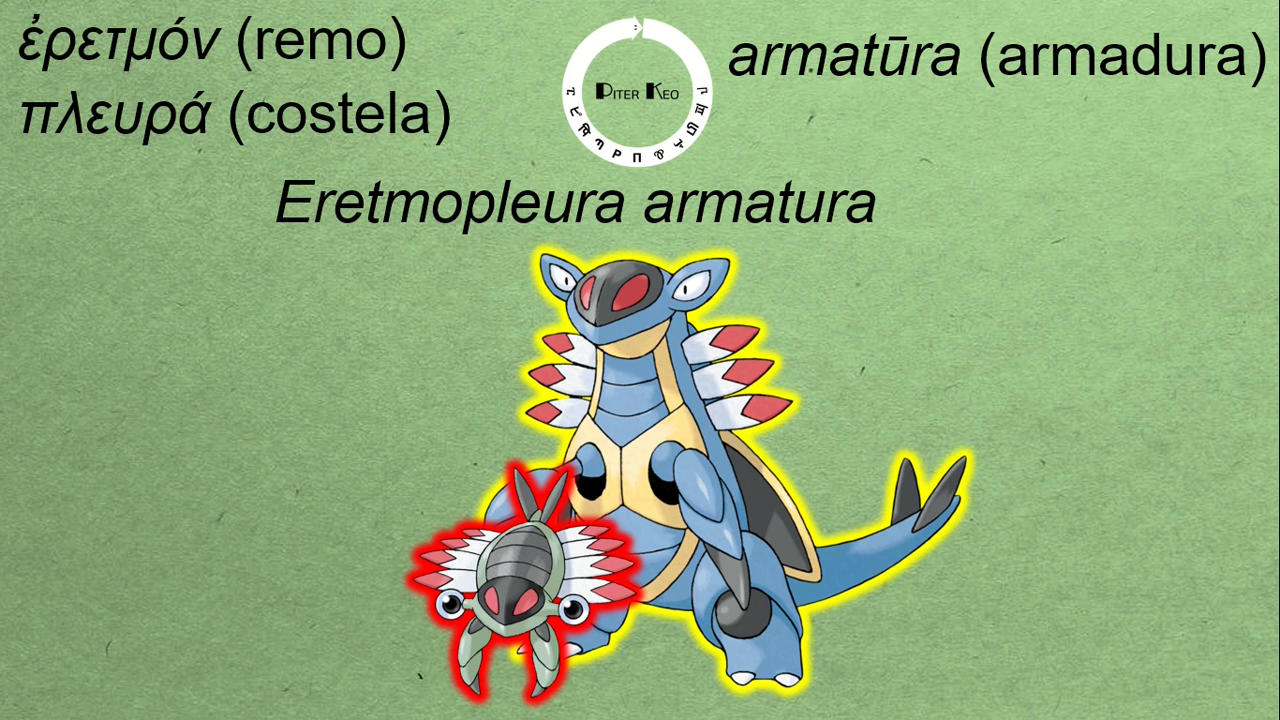 ἐρετμόν (remo)
πλευρά (costela)
PITER KEO
armatūra (armadura)
Eretmopleura armatura